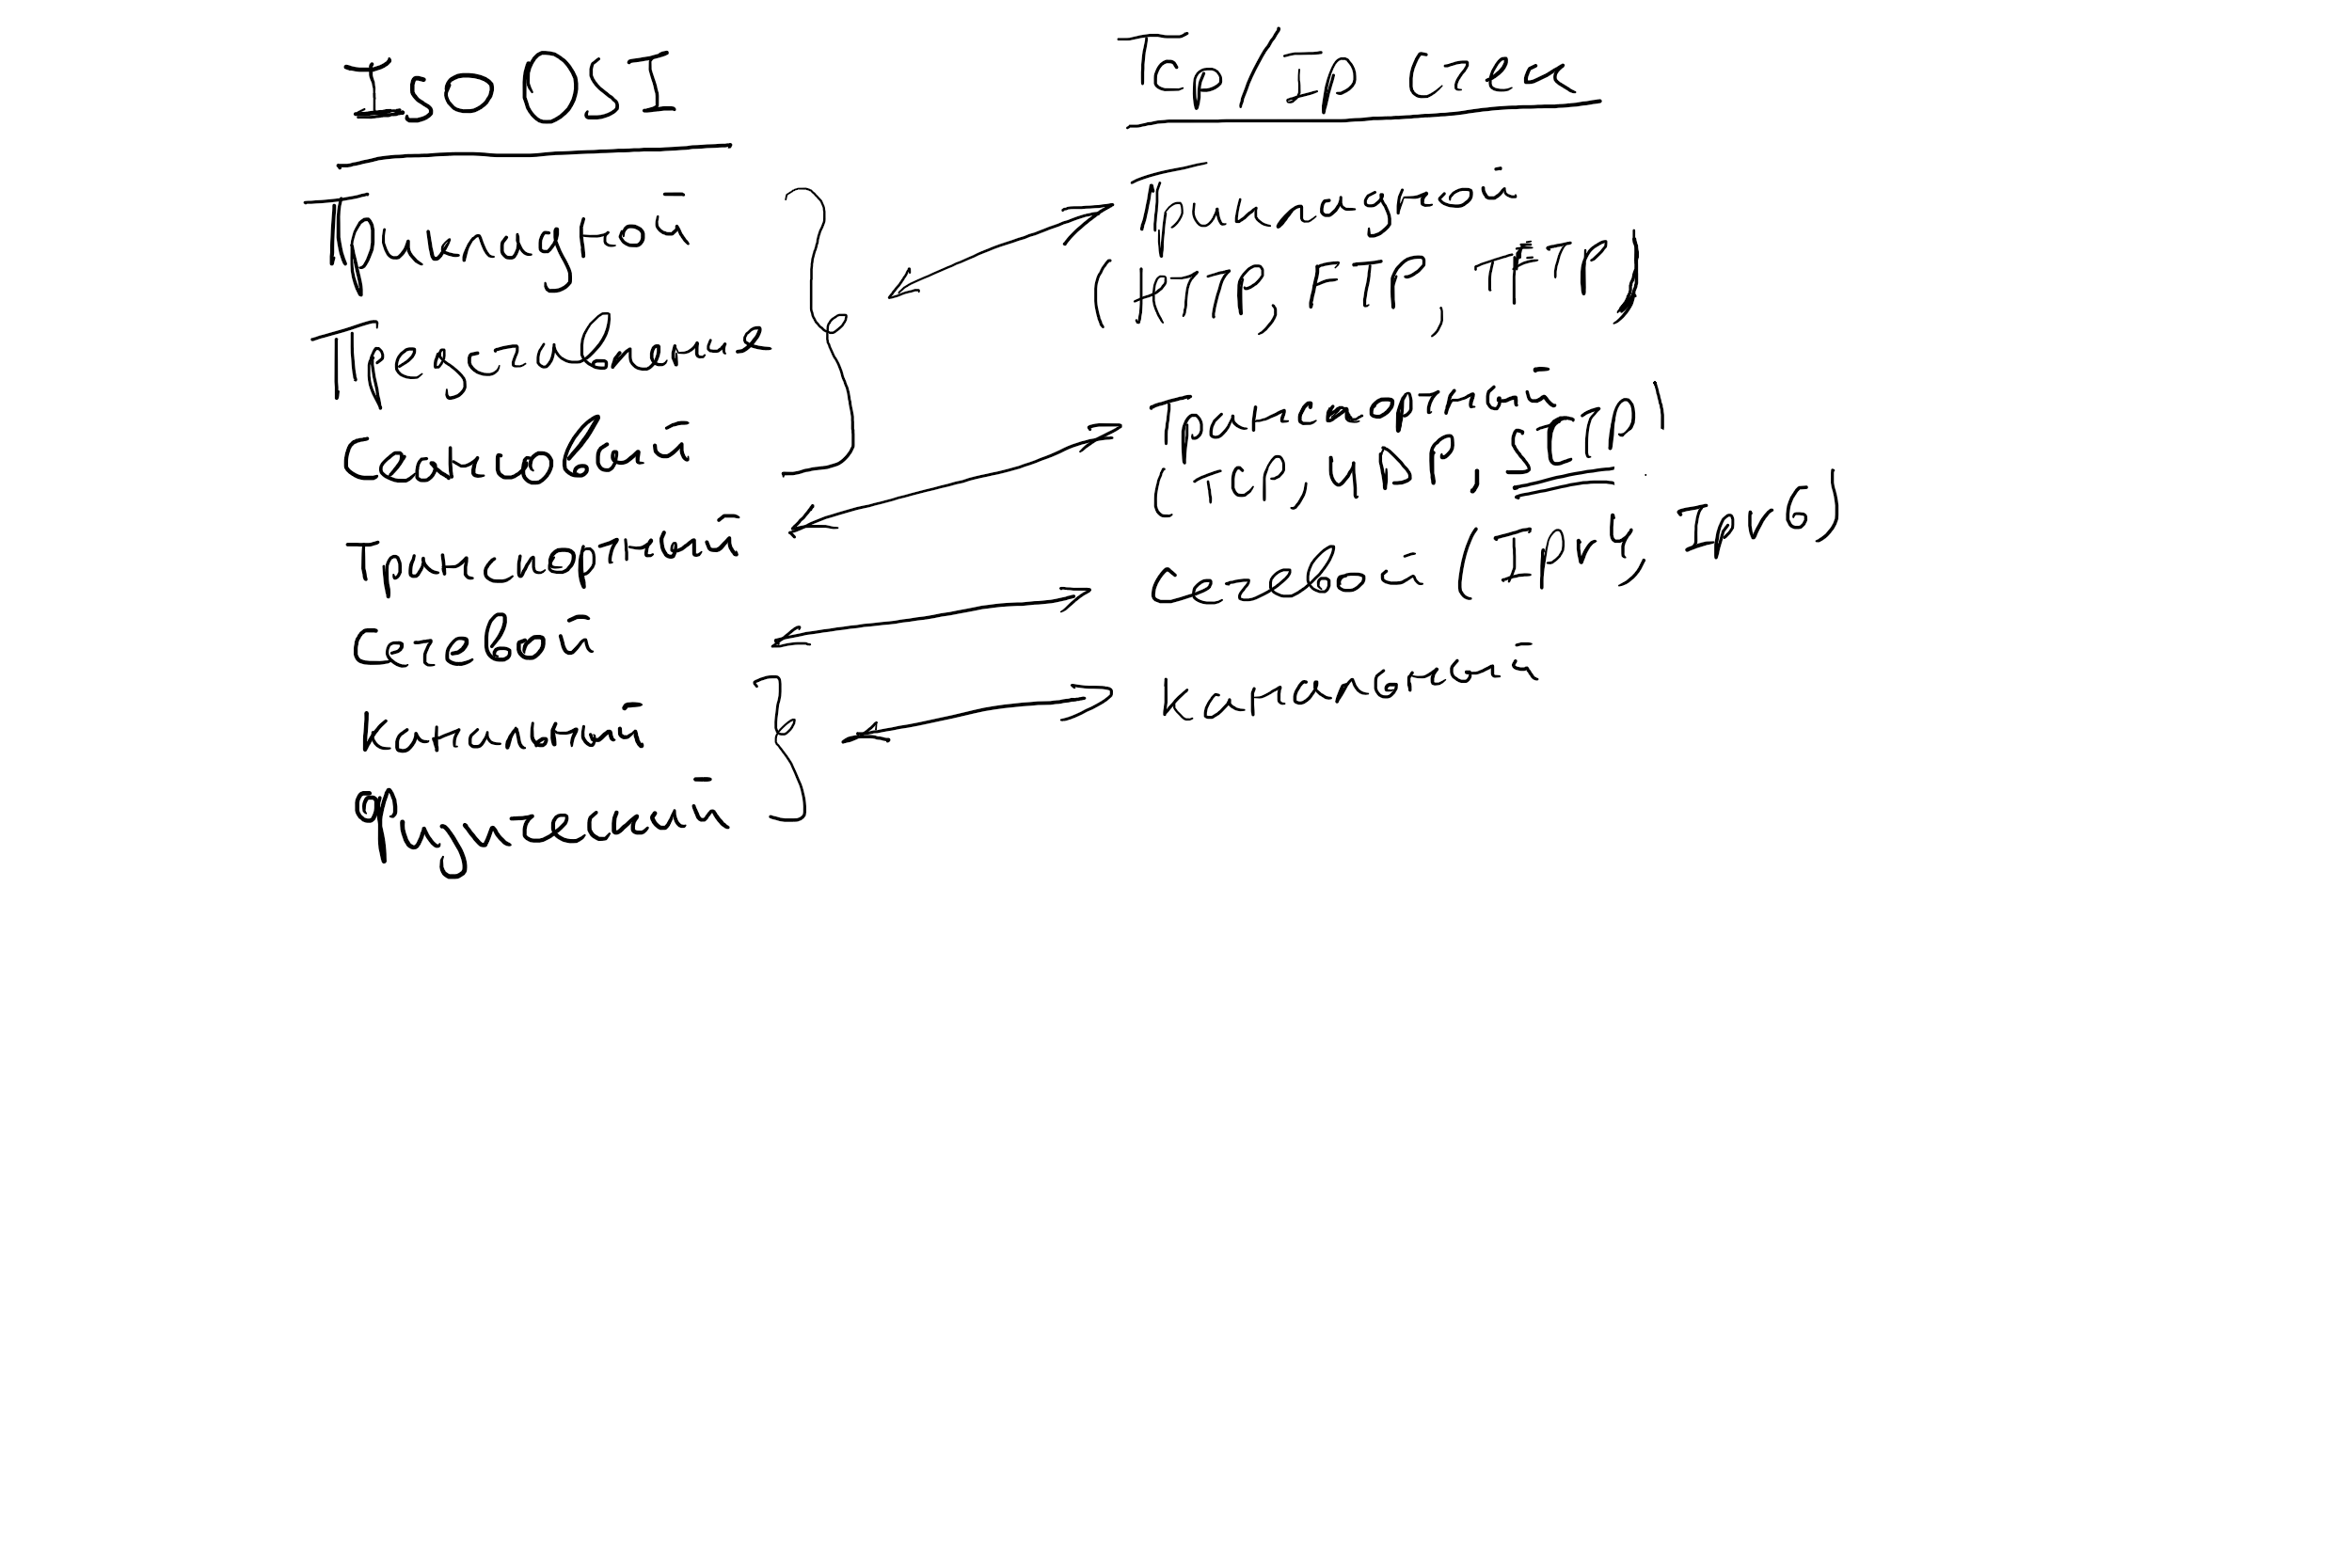 Iso OSI
Прикладной
Представление
Сеансовый
Транспортный
Сетевой
Канальный
Физический
Tcp/Ip Стек
Прикладной
(HTTP, FTP, TFTP)
Транспортный
(TCP, UDP, SCTP)
Сетевой (Ipv4, Ipv6)
Канальный